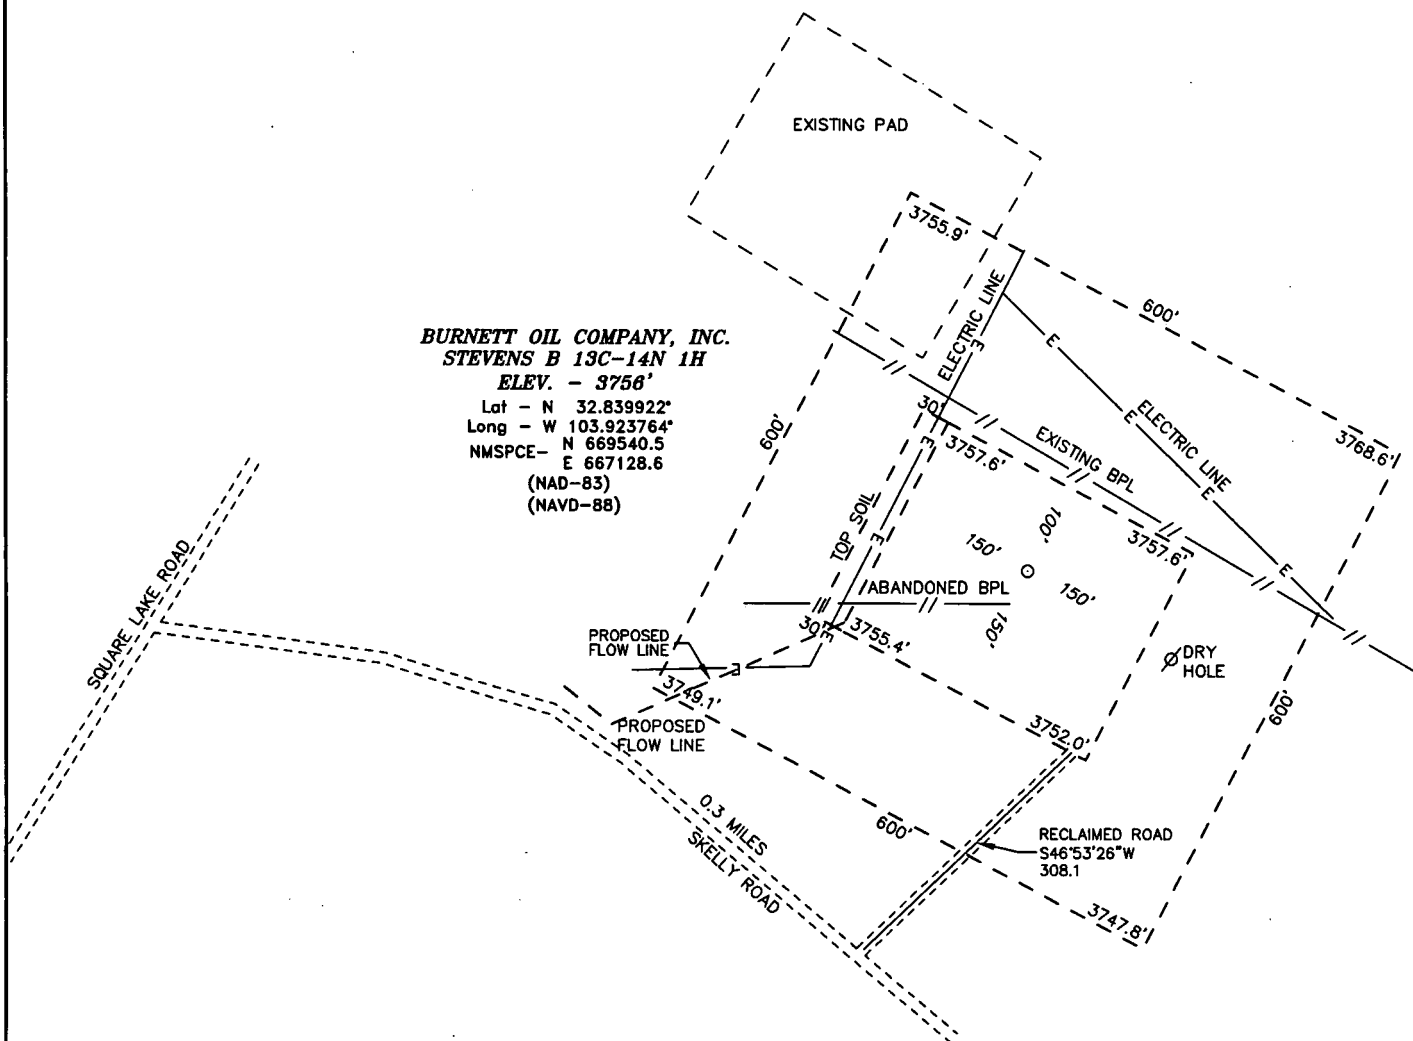 EXISTING PAD
3755.9'
600'
ELECTRIC LINE
E
E
BURNETT OIL COMPANY, INC.
STEVENS B 13C-14N 1H
ELEV. - 3756'
Lat - N 32.839922°
Long - W 103.923764°
NMSPCE- N 669540.5
E 667128.6
(NAD-83)
(NAVD-88)
600'
30'
E
3757.6'
EXISTING BPL
E
ELECTRIC LINE
E
3768.6'
TOP SOIL
E
150'
100'
3757.6'
E
150'
ABANDONED BPL
150'
SQUARE LAKE ROAD
PROPOSED
FLOW LINE
30'
E
E
3755.4'
DRY
HOLE
E
3749.1'
600'
PROPOSED
FLOW LINE
3752.0'
0.3 MILES
SKELLY ROAD
600'
RECLAIMED ROAD
S46°53'26"W
308.1
3747.8'